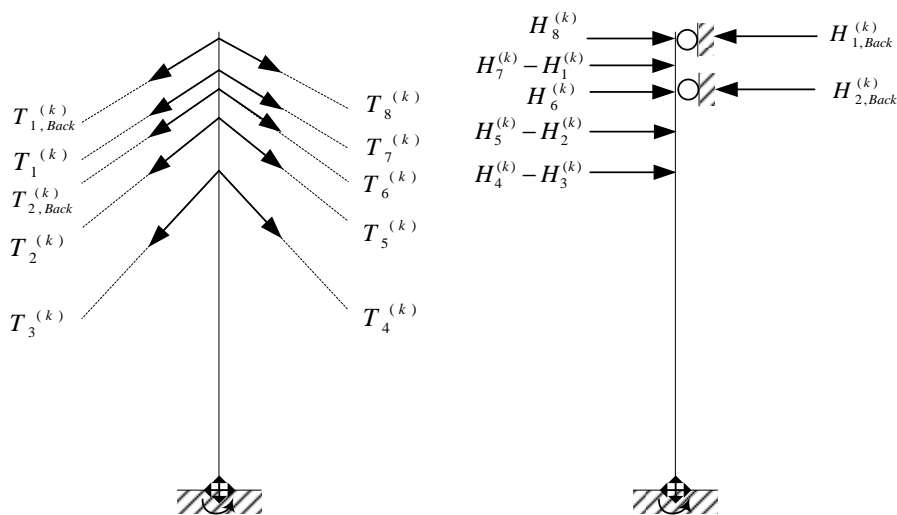 T_{1,Back}^{(k)}
T_1^{(k)}
T_{2,Back}^{(k)}
T_2^{(k)}
T_3^{(k)}
T_8^{(k)}
T_7^{(k)}
T_6^{(k)}
T_5^{(k)}
T_4^{(k)}
H_8^{(k)}
H_7^{(k)} − H_1^{(k)}
H_6^{(k)}
H_5^{(k)} − H_2^{(k)}
H_4^{(k)} − H_3^{(k)}
H_{1,Back}^{(k)}
H_{2,Back}^{(k)}